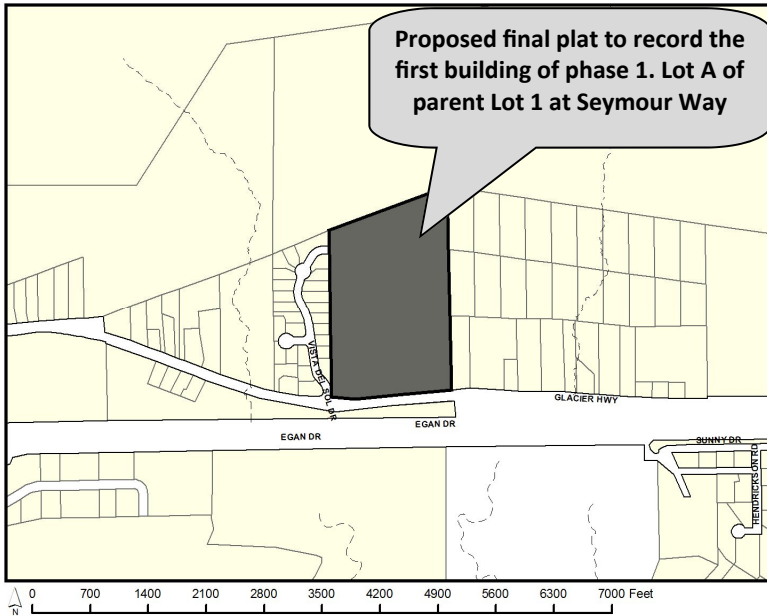 Proposed final plat to record the
first building of phase 1. Lot A of
parent Lot 1 at Seymour Way
VISTA DEL SOL DR
GLACIER HWY
EGAN DR
EGAN DR
SUNNY DR
HENDRICKSON RD
N
0 700 1400 2100 2800 3500 4200 4900 5600 6300 7000 Feet